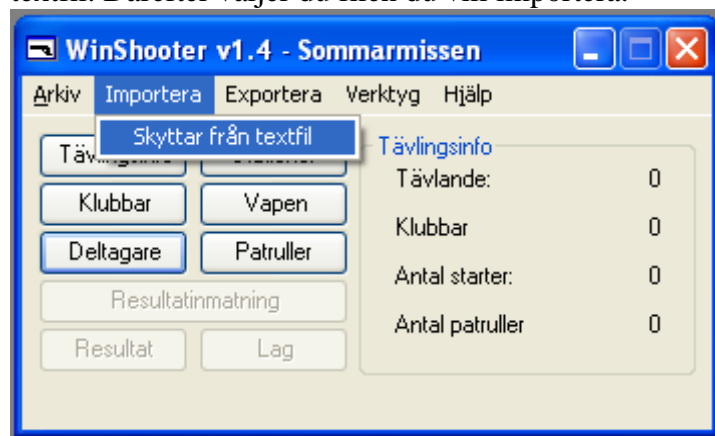 textfil. Därefter väljer du filen du vill importera.
WinShooter v1.4 - Sommarmissen
Arkiv Importera Exportera Verktyg Hjälp
Skyttar från textfil
Tävlingsinfo
Tävlande: 0
Klubbar Vapen
Klubbar 0
Deltagare Patruller
Antal starter: 0
Resultatinmatning
Antal patruller 0
Resultat Lag